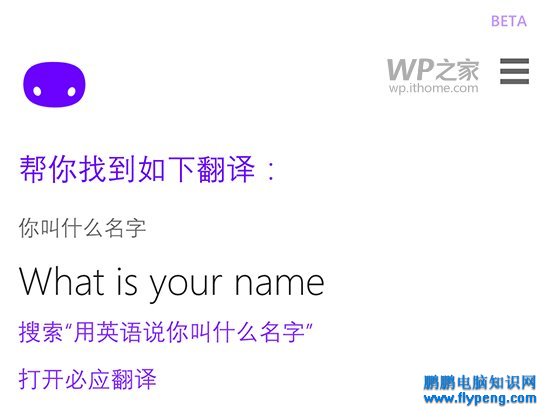 BETA
WP之家
wp.ithome.com
帮你找到如下翻译：
你叫什么名字
What is your name
搜索“用英语说你叫什么名字”
打开必应翻译
鹏鹏电脑知识网
www.flypeng.com